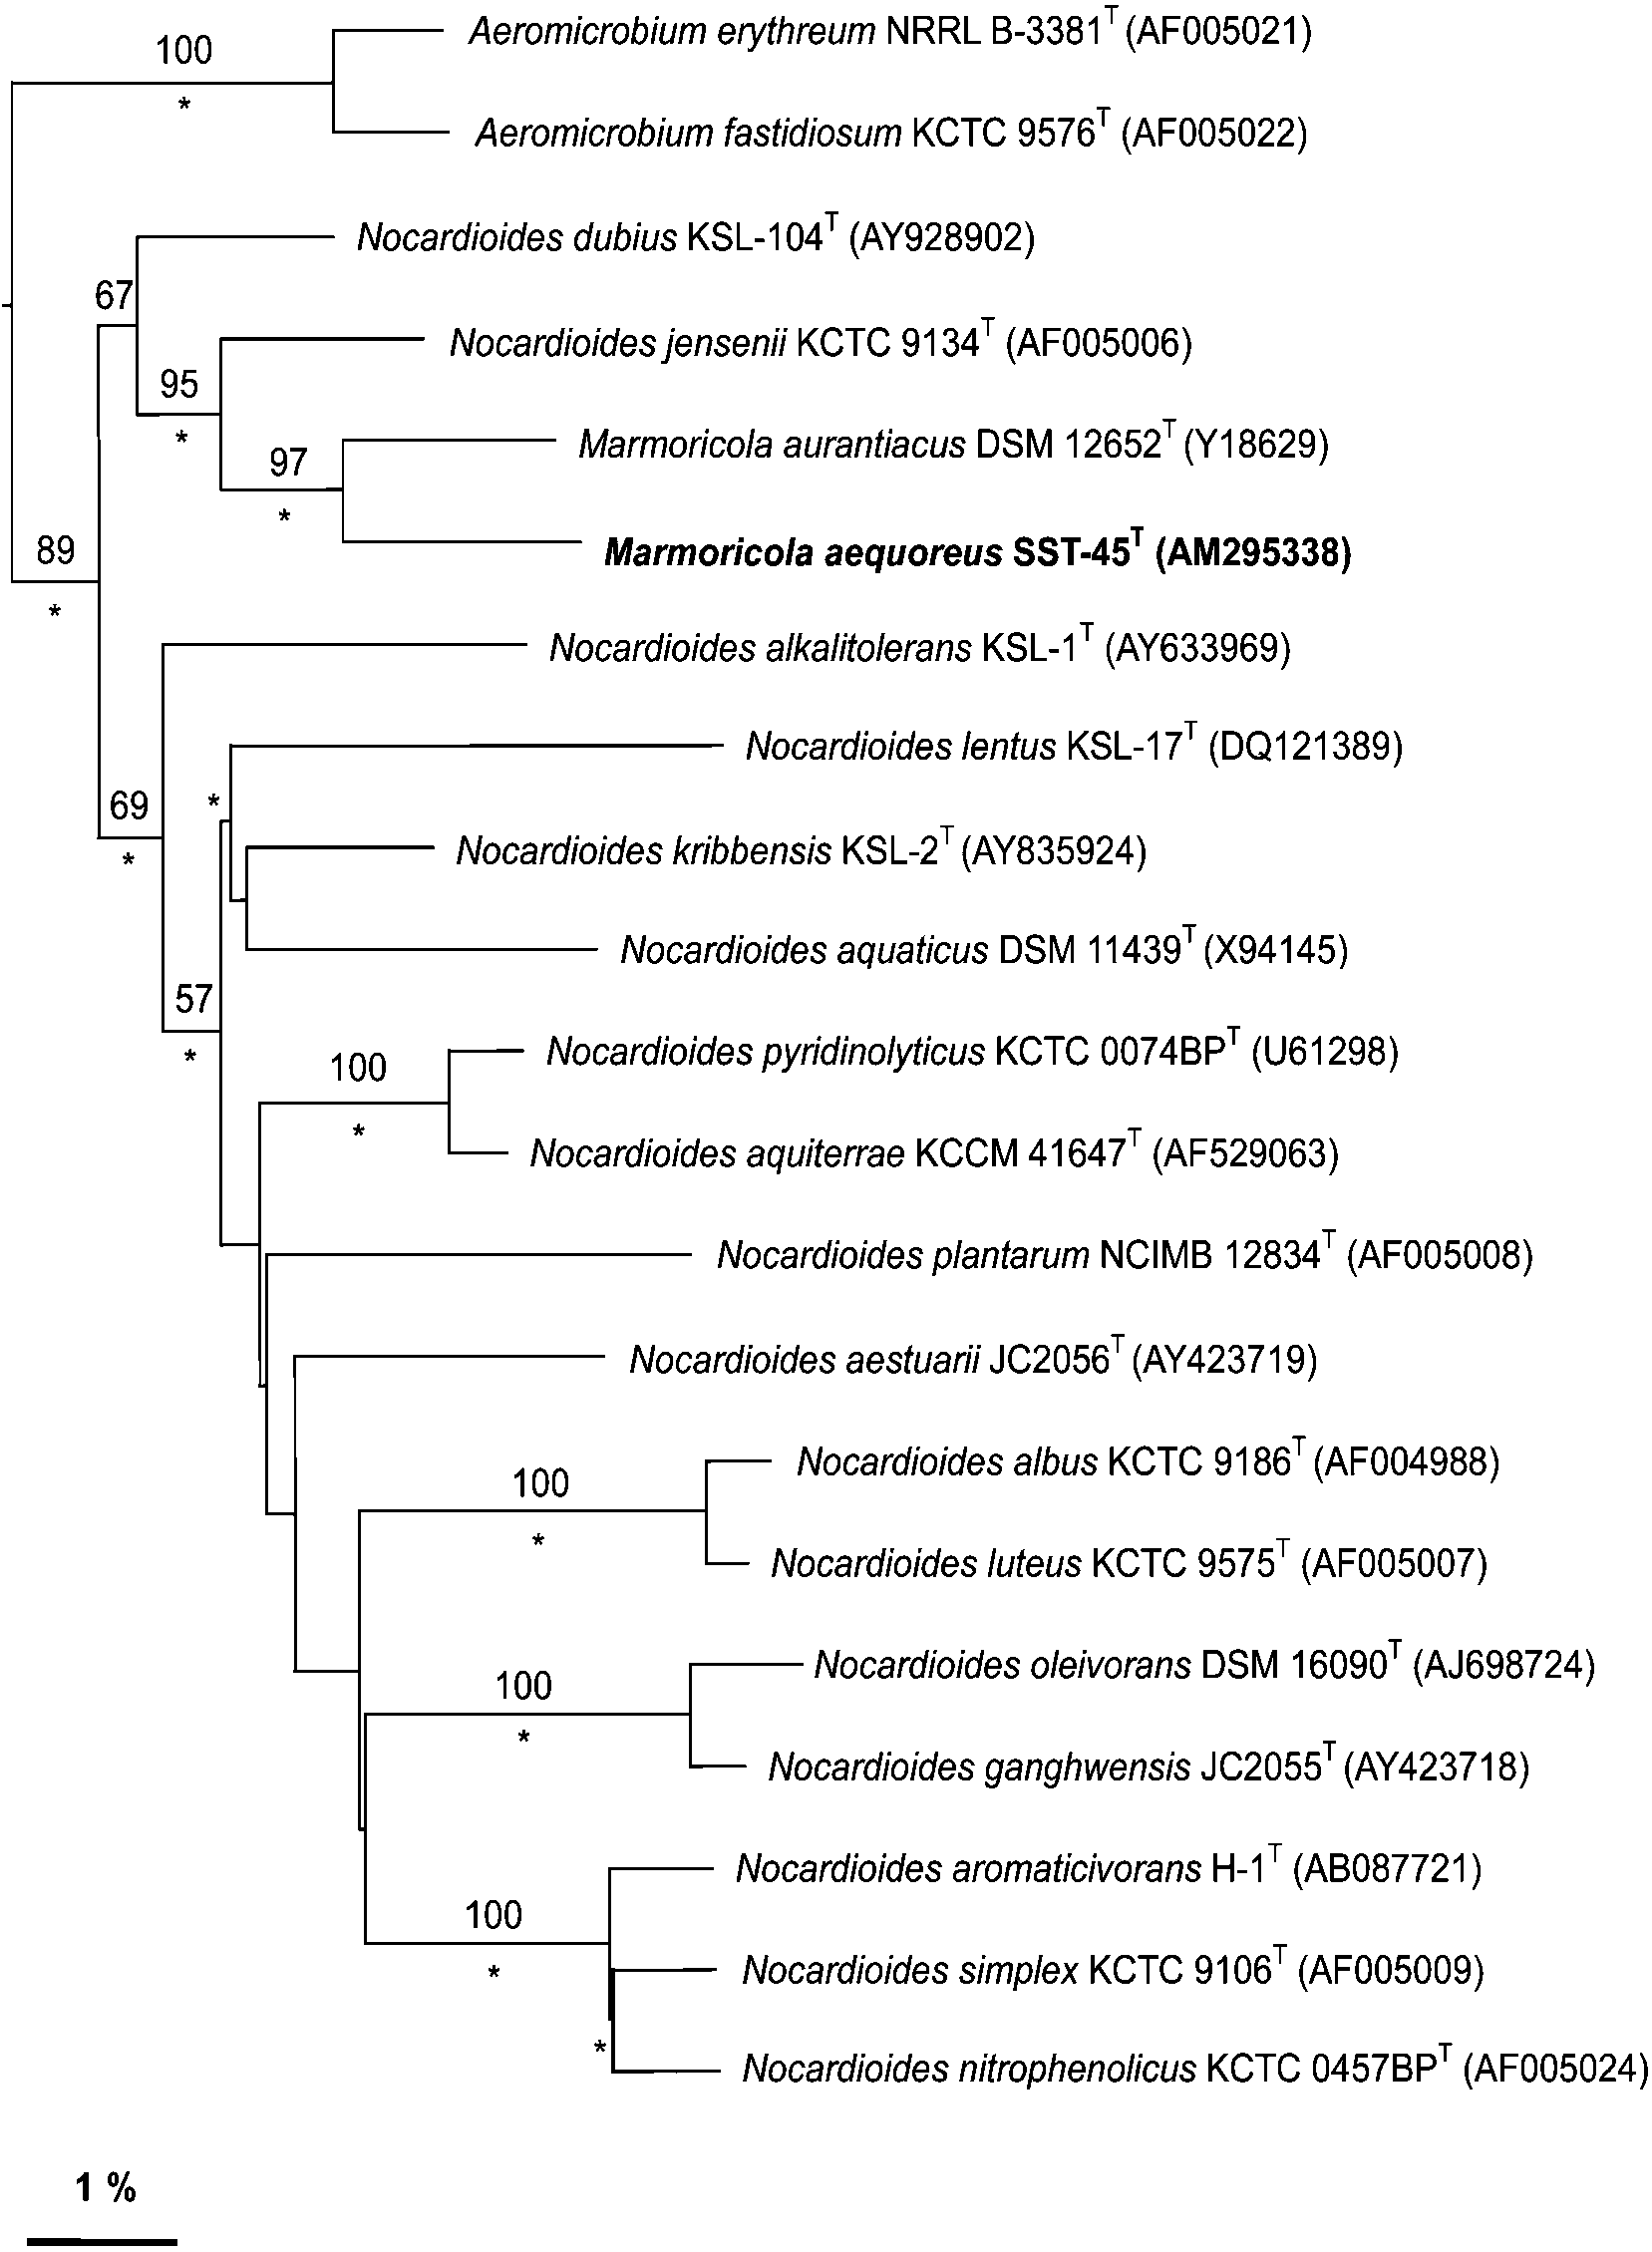 100
Aeromicrobium erythreum NRRL B-3381T (AF005021)
*
Aeromicrobium fastidiosum KCTC 9576T (AF005022)
Nocardioides dubius KSL-104T (AY928902)
67
Nocardioides jensenii KCTC 9134T (AF005006)
95
*
Marmoricola aurantiacus DSM 12652T (Y18629)
97
*
Marmoricola aequoreus SST-45T (AM295338)
89
*
Nocardioides alkalitolerans KSL-1T (AY633969)
Nocardioides lentus KSL-17T (DQ121389)
*
69
*
Nocardioides kribbensis KSL-2T (AY835924)
Nocardioides aquaticus DSM 11439T (X94145)
57
*
Nocardioides pyridinolyticus KCTC 0074BPT (U61298)
100
*
Nocardioides aquiterrae KCCM 41647T (AF529063)
Nocardioides plantarum NCIMB 12834T (AF005008)
Nocardioides aestuarii JC2056T (AY423719)
Nocardioides albus KCTC 9186T (AF004988)
100
*
Nocardioides luteus KCTC 9575T (AF005007)
Nocardioides oleivorans DSM 16090T (AJ698724)
100
*
Nocardioides ganghwensis JC2055T (AY423718)
Nocardioides aromaticivorans H-1T (AB087721)
100
*
Nocardioides simplex KCTC 9106T (AF005009)
*
Nocardioides nitrophenolicus KCTC 0457BPT (AF005024)
1 %